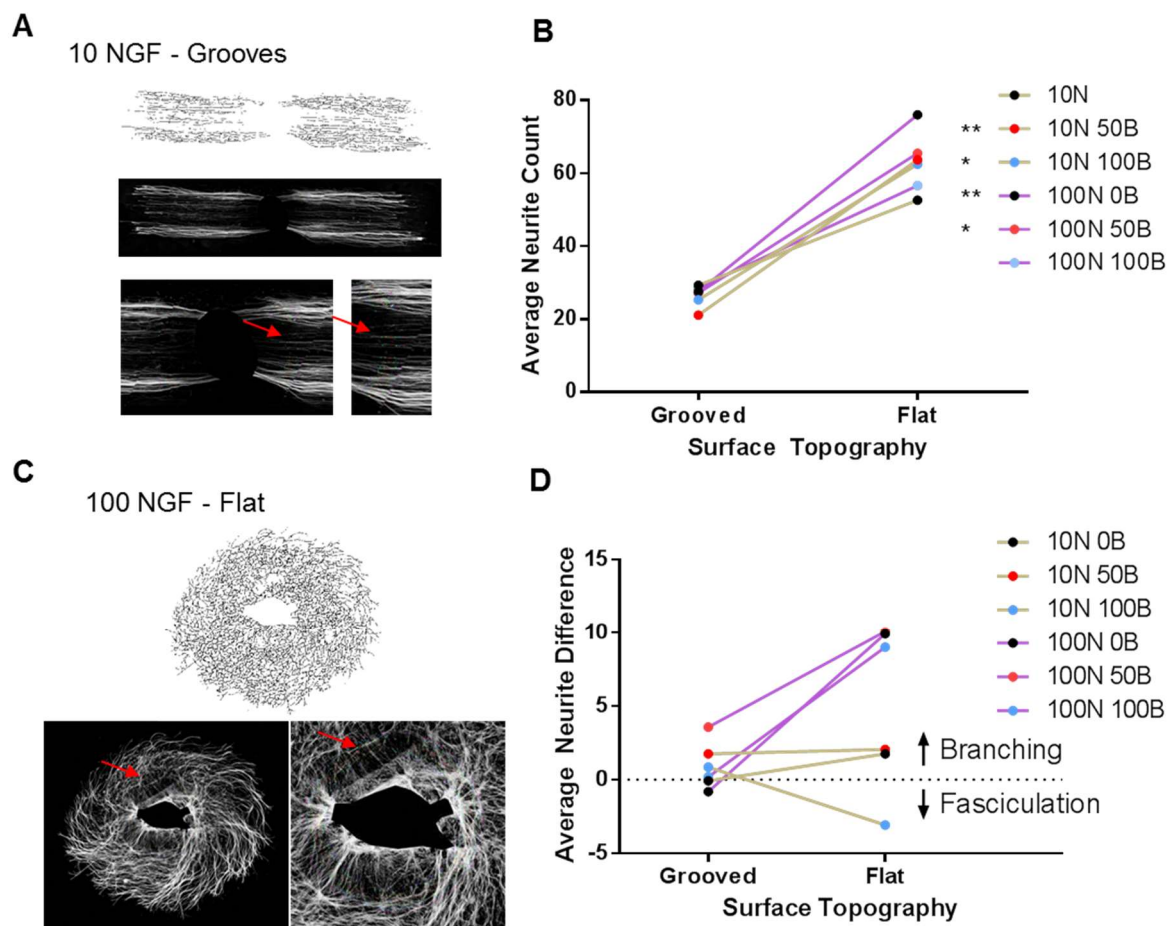 A
10 NGF - Grooves
B
Average Neurite Count
80
60
40
20
0
Grooved
Flat
Surface Topography
10N
** 10N 50B
* 10N 100B
** 100N 0B
* 100N 50B
100N 100B
C
100 NGF - Flat
D
Average Neurite Difference
15
10
5
0
-5
Grooved
Flat
Surface Topography
10N 0B
10N 50B
10N 100B
100N 0B
100N 50B
100N 100B
Branching
Fasciculation